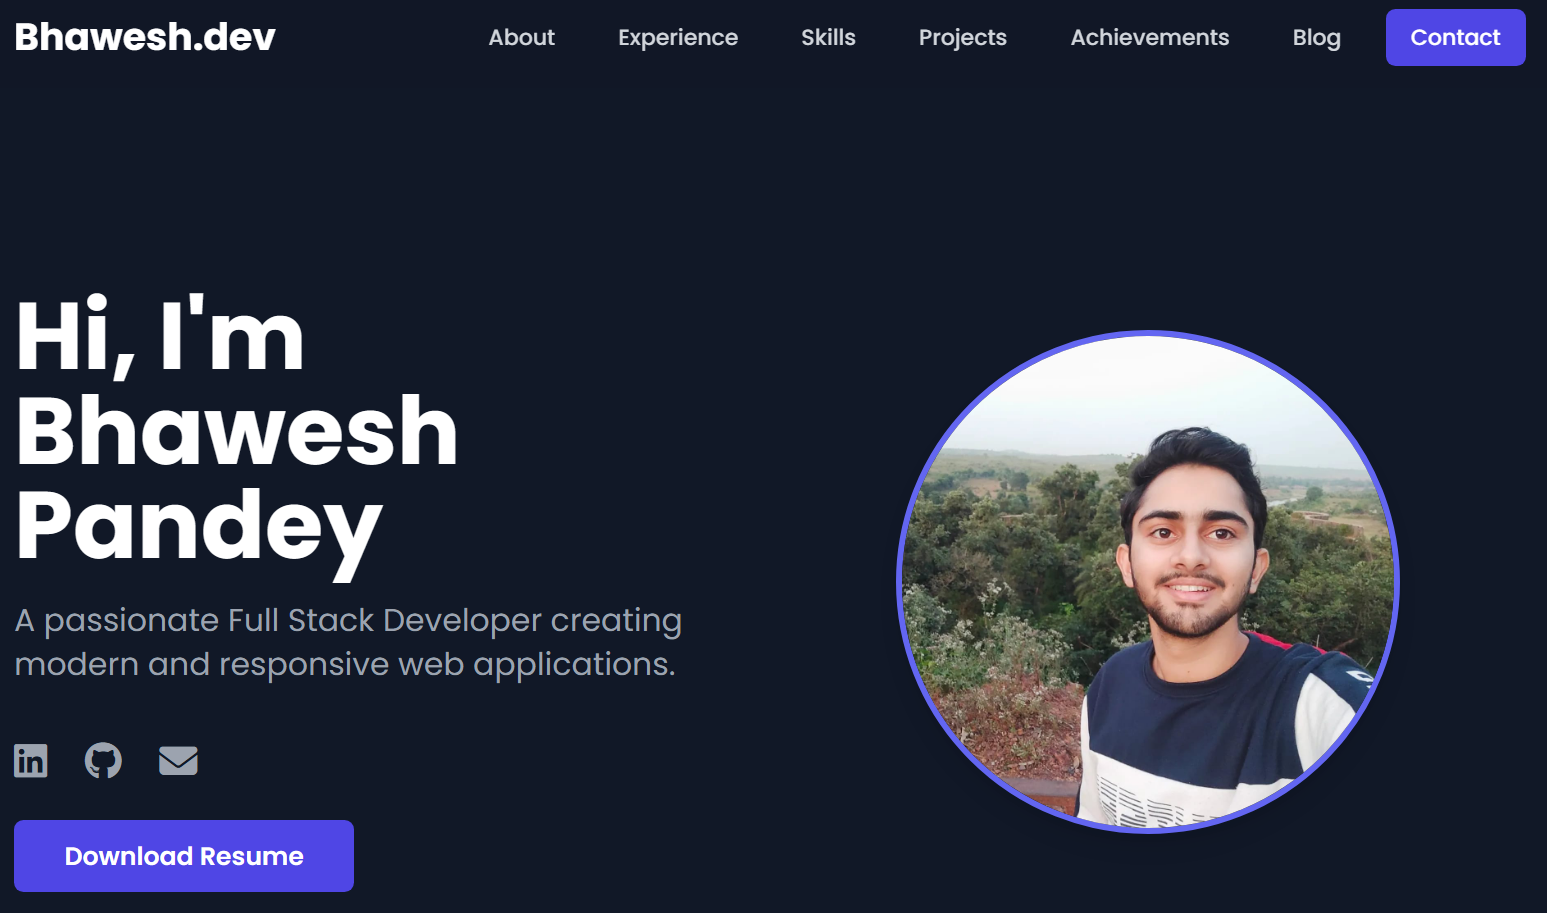 Bhawesh.dev
About
Experience
Skills
Projects
Achievements
Blog
Contact
Hi, I'm
Bhawesh
Pandey
A passionate Full Stack Developer creating
modern and responsive web applications.
in
Download Resume